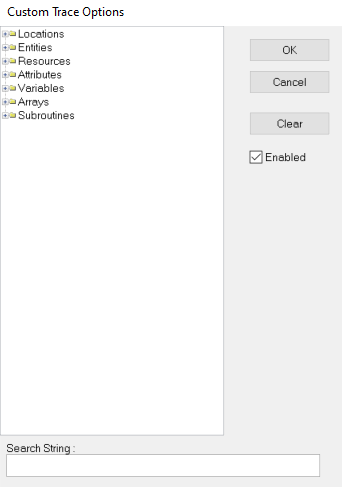 Custom Trace Options
Locations
Entities
Resources
Attributes
Variables
Arrays
Subroutines
OK
Cancel
Clear
Enabled
Search String :